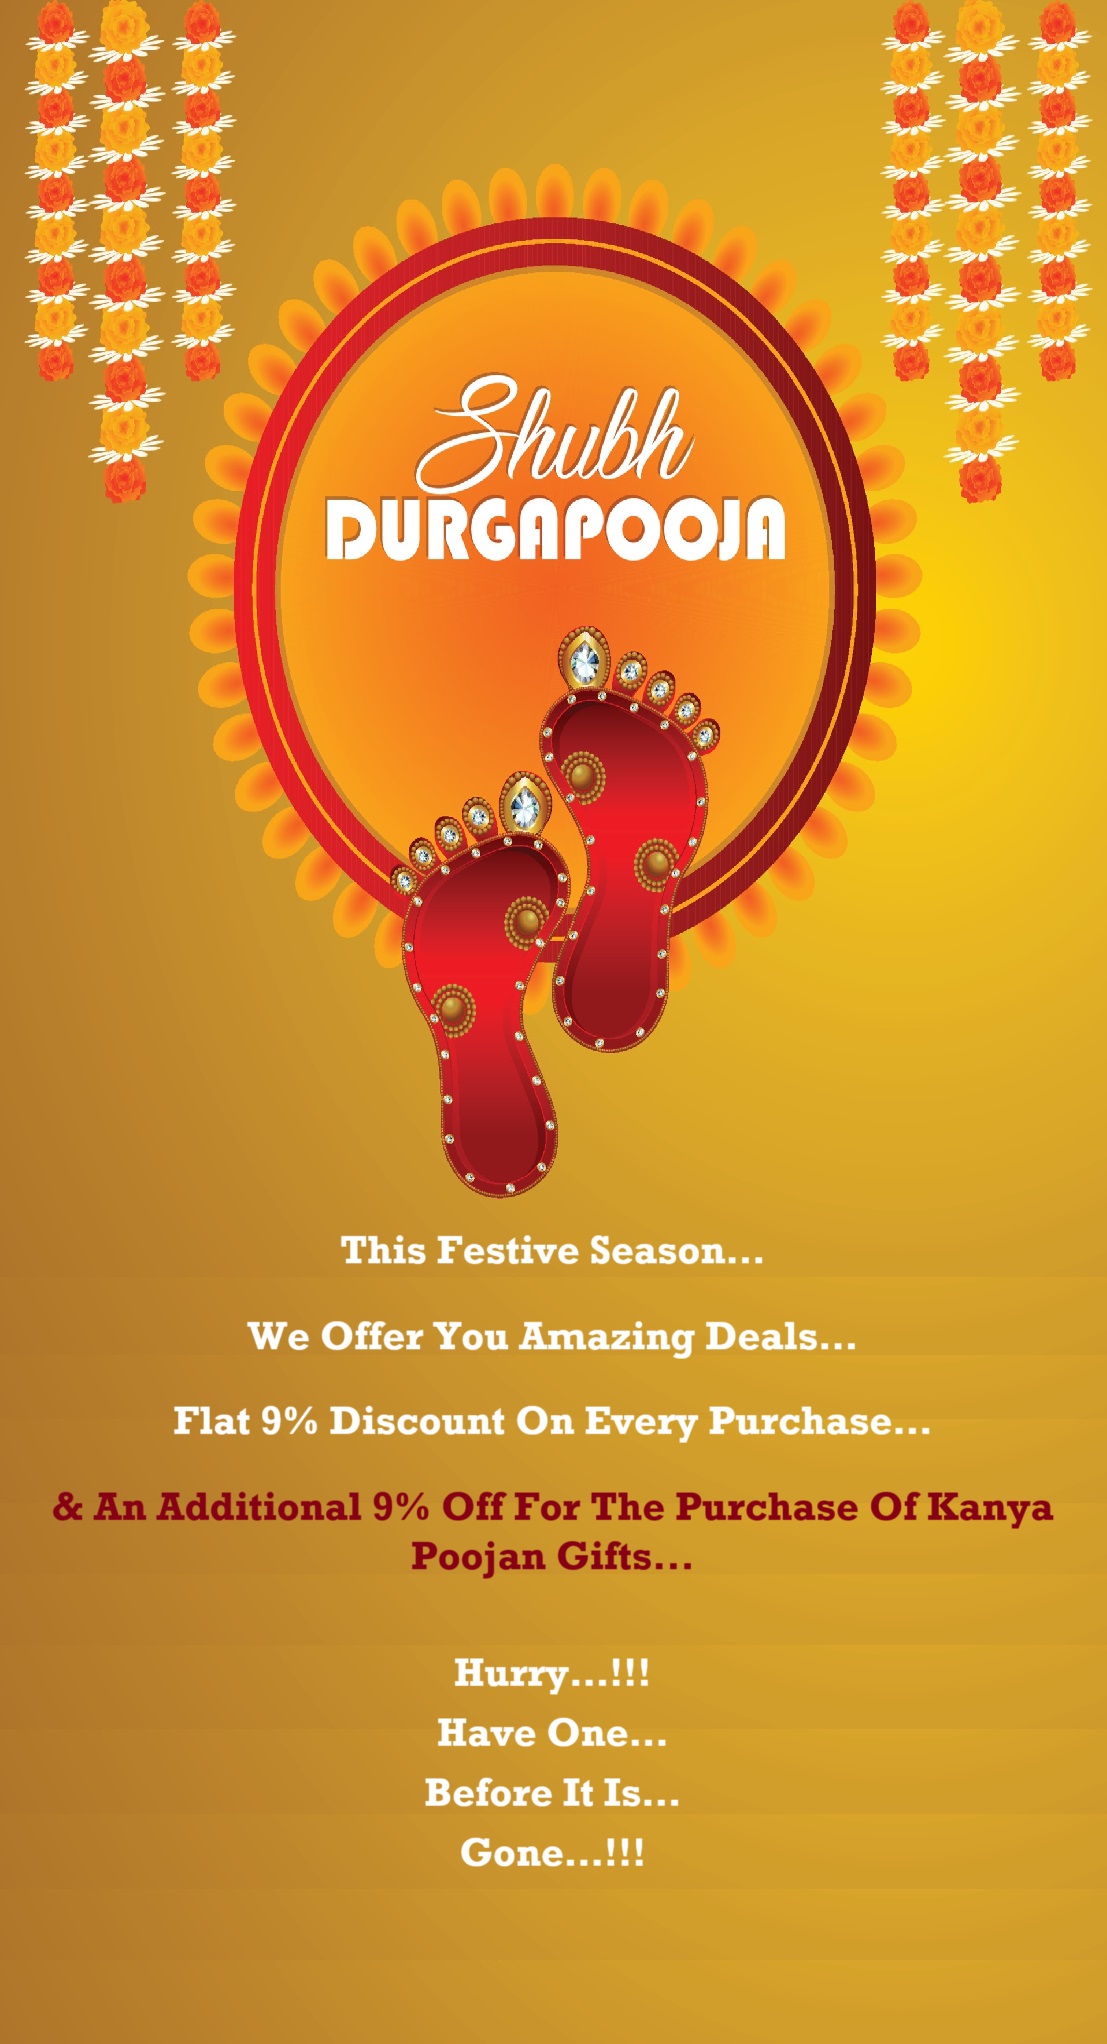 Shubh
DURGAPOOJA
This Festive Season...
We Offer You Amazing Deals...
Flat 9% Discount On Every Purchase...
& An Additional 9% Off For The Purchase Of Kanya
Poojan Gifts...
Hurry...!!!
Have One...
Before It Is...
Gone...!!!